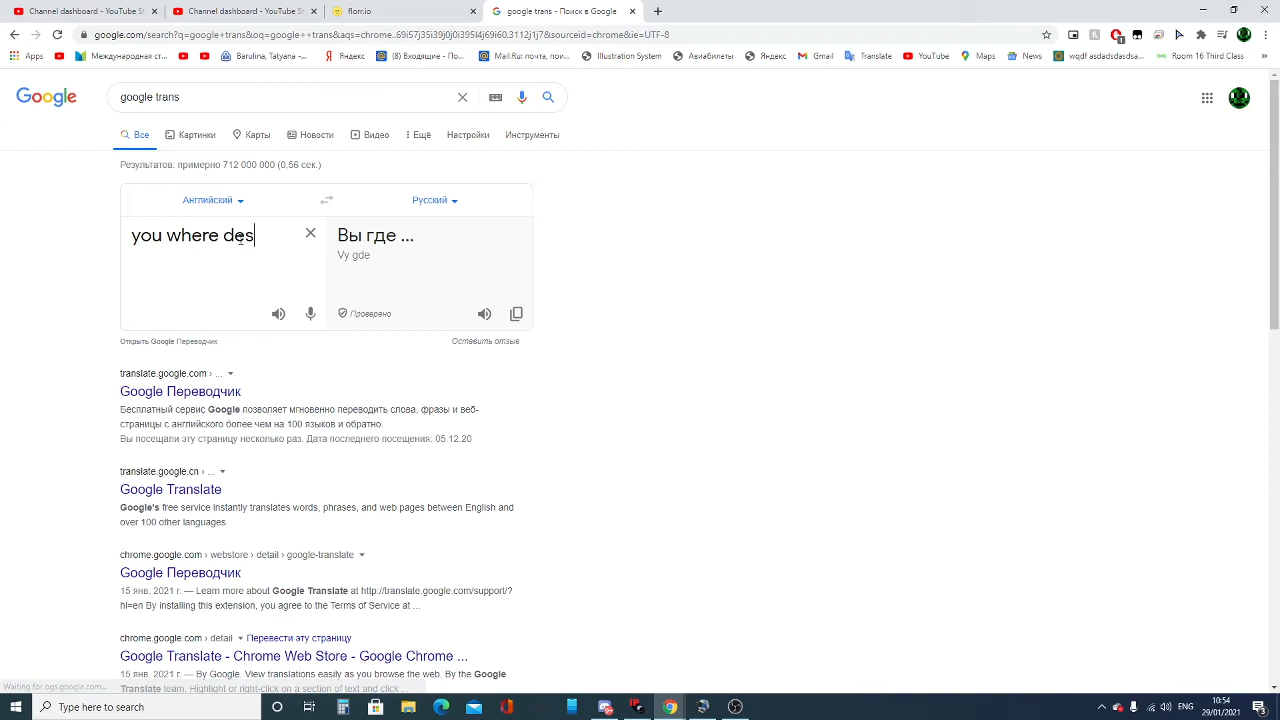 Channel dashboard - YouTube St
Channel dashboard - YouTube St
florr.io
google trans - Поиск в Google
google.com/search?q=google+trans&oq=google++trans&aqs=chrome..69i57j35i39j0j0i395l4j69i60.3112j1j7&sourceid=chrome&ie=UTF-8
Apps
Международная ст...
Barulina, Tatyana -...
Яндекс
(8) Входящие - По...
Mail.Ru: почта, пои...
Illustration System
Авиабилеты
Яндекс
Gmail
Translate
YouTube
Maps
News
wqdf asdadsdasdsa...
Room 16 Third Class
Google
google trans
Все
Картинки
Карты
Новости
Видео
Ещё
Настройки
Инструменты
Результатов: примерно 712 000 000 (0,56 сек.)
Английский
Русский
you where des
Вы где ...
Vy gde
Проверено
Открыть Google Переводчик
Оставить отзыв
translate.google.com › ...
Google Переводчик
Бесплатный сервис Google позволяет мгновенно переводить слова, фразы и веб-
страницы с английского более чем на 100 языков и обратно.
Вы посещали эту страницу несколько раз. Дата последнего посещения: 05.12.20
translate.google.cn › ...
Google Translate
Google's free service instantly translates words, phrases, and web pages between English and
over 100 other languages.
chrome.google.com › webstore › detail › google-translate
Google Переводчик
15 янв. 2021 г. — Learn more about Google Translate at http://translate.google.com/support/?
hl=en By installing this extension, you agree to the Terms of Service at ...
chrome.google.com › detail
Перевести эту страницу
Google Translate - Chrome Web Store - Google Chrome ...
15 янв. 2021 г. — By Google. View translations easily as you browse the web. By the Google
Translate team. Highlight or right-click on a section of text and click ...
Waiting for ogs.google.com...
Type here to search
ENG
10:54
29/01/2021